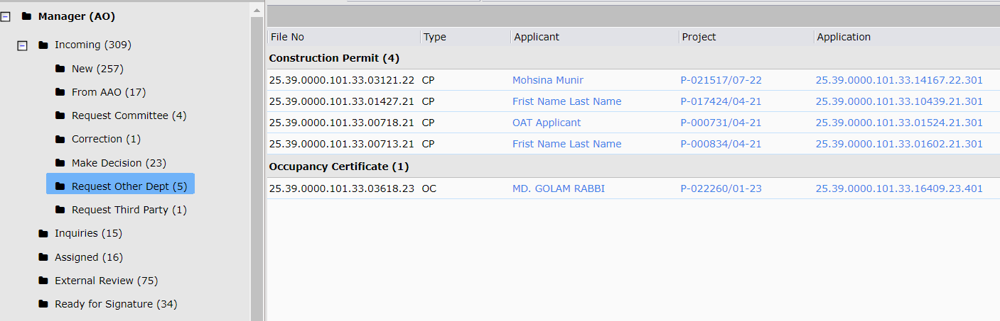 Manager (AO)
Incoming (309)
New (257)
From AAO (17)
Request Committee (4)
Correction (1)
Make Decision (23)
Request Other Dept (5)
Request Third Party (1)
Inquiries (15)
Assigned (16)
External Review (75)
Ready for Signature (34)
File No Type Applicant Project Application
Construction Permit (4)
25.39.0000.101.33.03121.22 CP Mohsina Munir P-021517/07-22 25.39.0000.101.33.14167.22.301
25.39.0000.101.33.01427.21 CP Frist Name Last Name P-017424/04-21 25.39.0000.101.33.10439.21.301
25.39.0000.101.33.00718.21 CP OAT Applicant P-000731/04-21 25.39.0000.101.33.01524.21.301
25.39.0000.101.33.00713.21 CP Frist Name Last Name P-000834/04-21 25.39.0000.101.33.01602.21.301
Occupancy Certificate (1)
25.39.0000.101.33.03618.23 OC MD. GOLAM RABBI P-022260/01-23 25.39.0000.101.33.16409.23.401